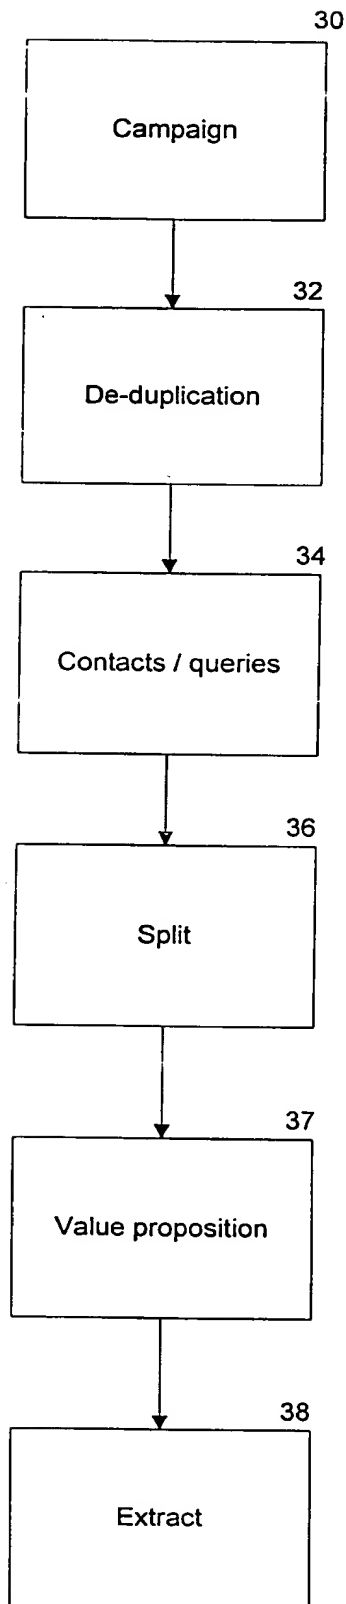 30
Campaign
32
De-duplication
34
Contacts / queries
36
Split
37
Value proposition
38
Extract